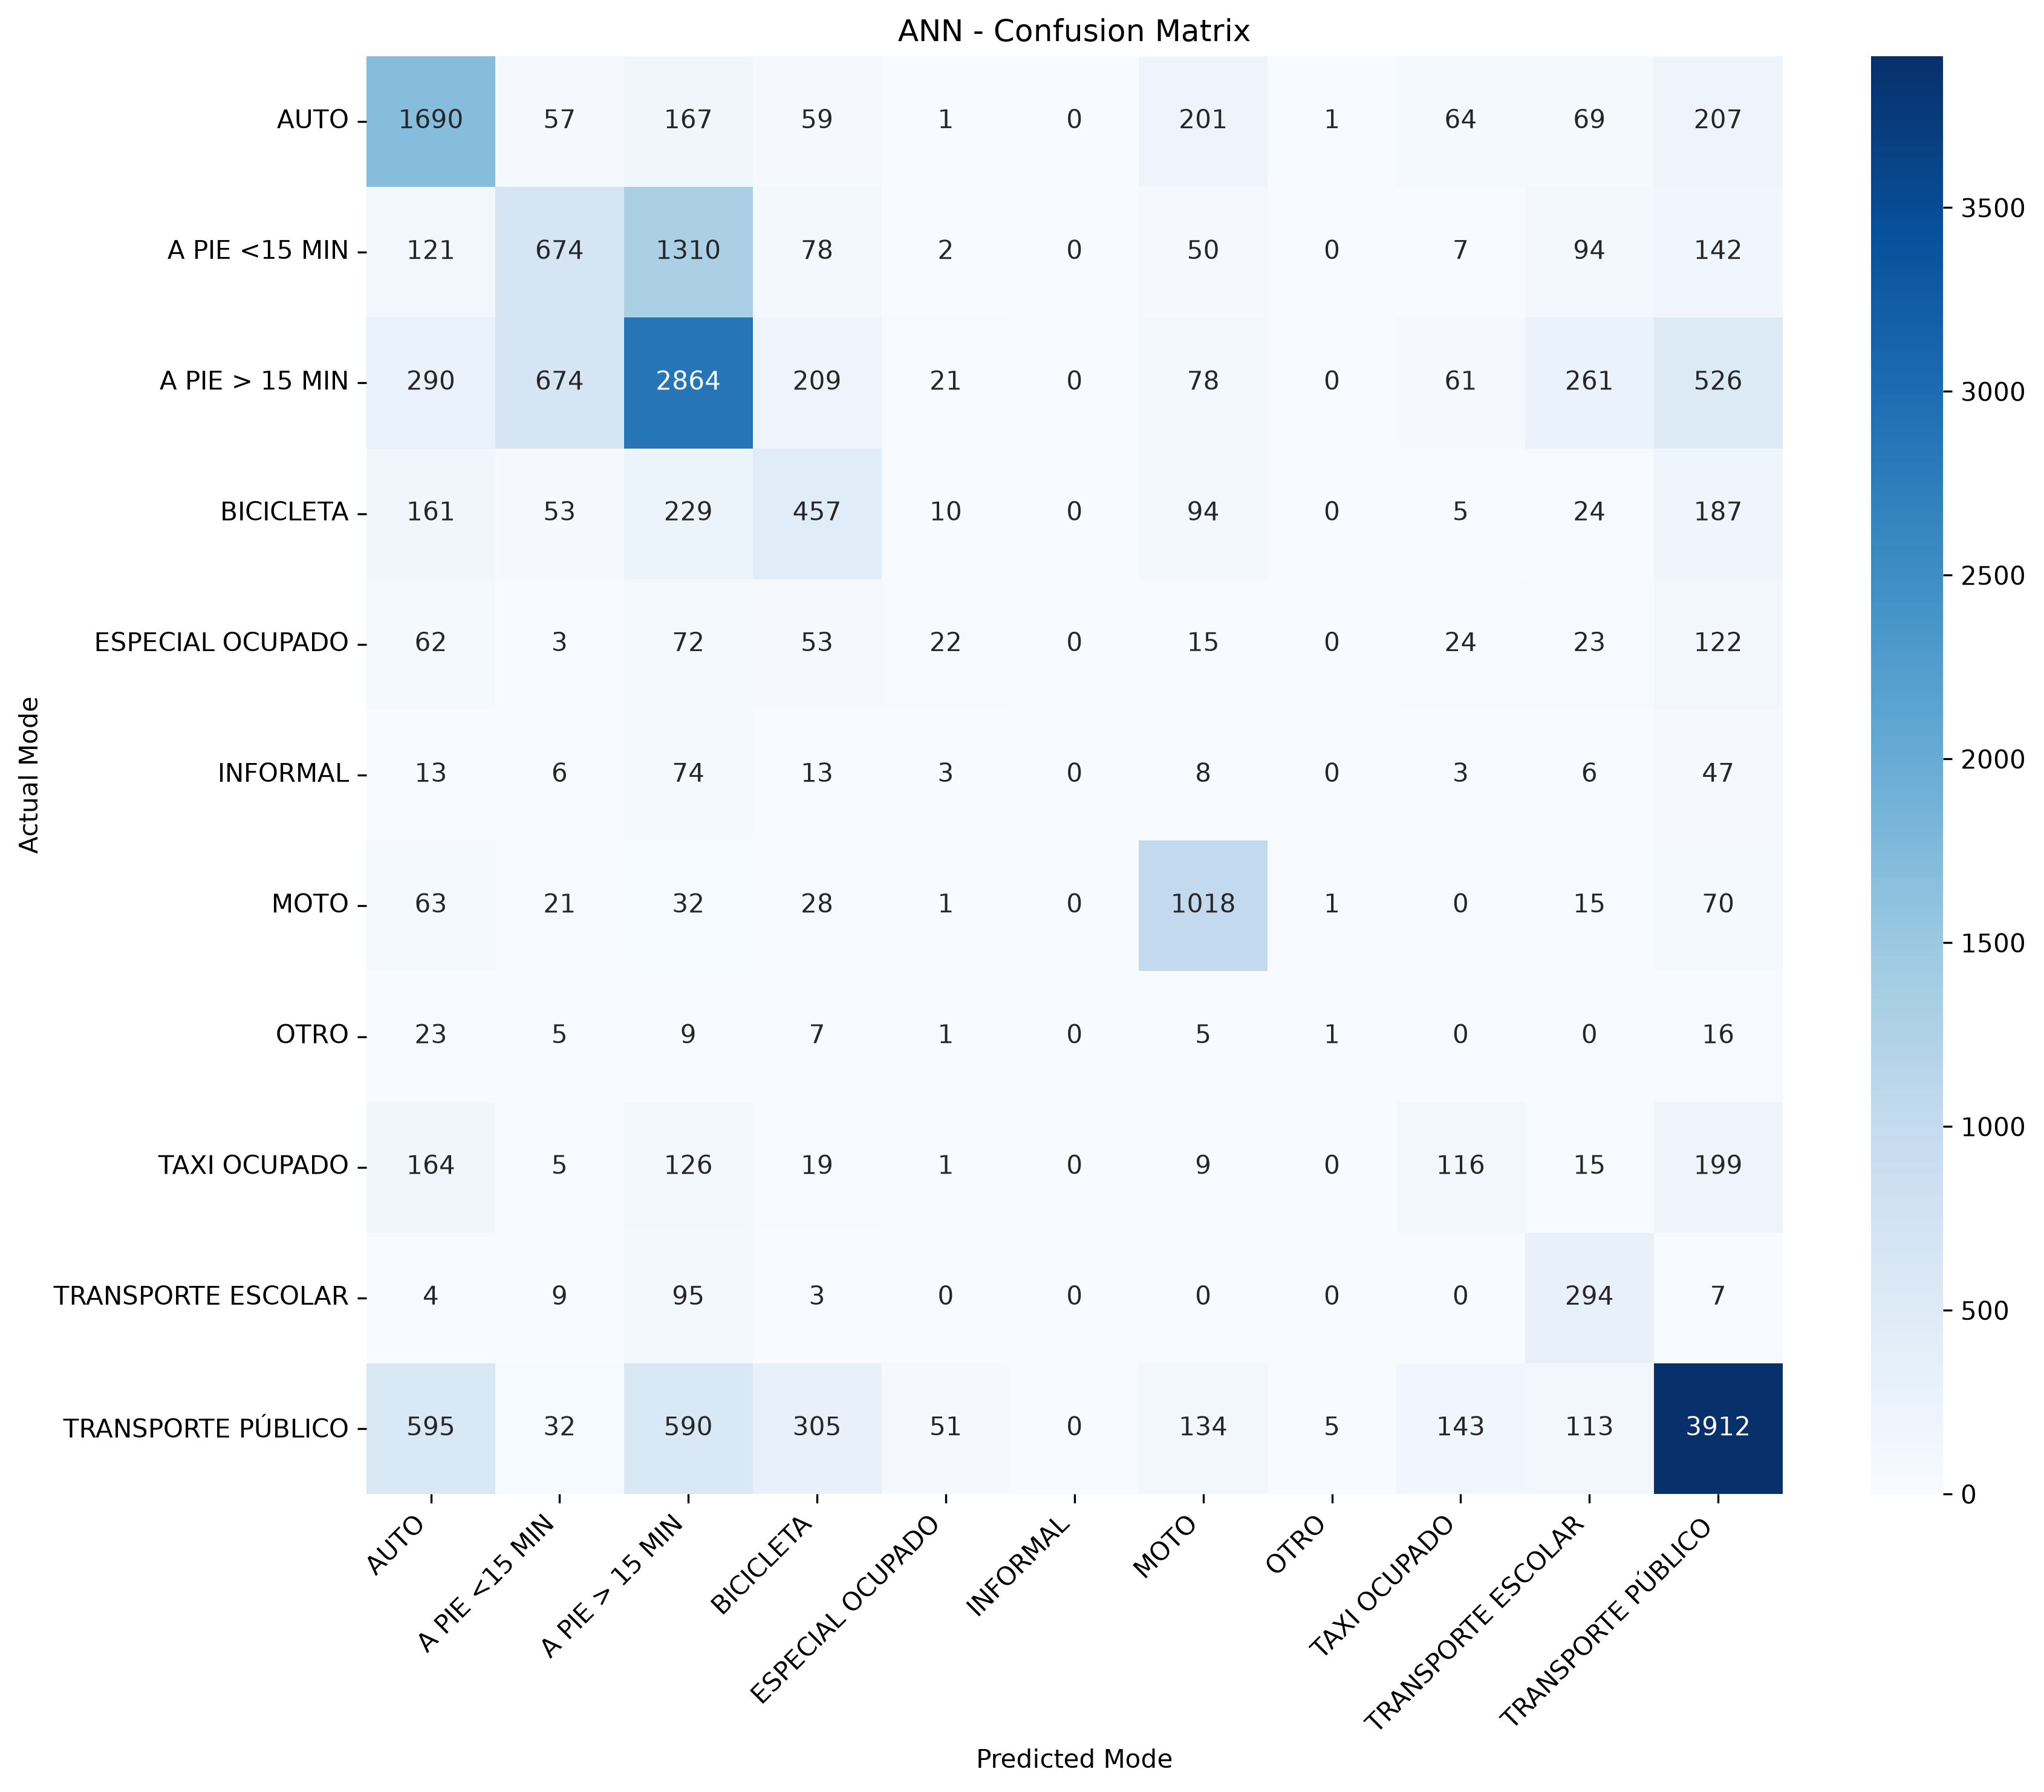 ANN - Confusion Matrix
AUTO 1690 57 167 59 1 0 201 1 64 69 207
A PIE <15 MIN 121 674 1310 78 2 0 50 0 7 94 142
A PIE > 15 MIN 290 674 2864 209 21 0 78 0 61 261 526
BICICLETA 161 53 229 457 10 0 94 0 5 24 187
ESPECIAL OCUPADO 62 3 72 53 22 0 15 0 24 23 122
INFORMAL 13 6 74 13 3 0 8 0 3 6 47
MOTO 63 21 32 28 1 0 1018 1 0 15 70
OTRO 23 5 9 7 1 0 5 1 0 0 16
TAXI OCUPADO 164 5 126 19 1 0 9 0 116 15 199
TRANSPORTE ESCOLAR 4 9 95 3 0 0 0 0 0 294 7
TRANSPORTE PÚBLICO 595 32 590 305 51 0 134 5 143 113 3912
Actual Mode
AUTO
A PIE <15 MIN
A PIE > 15 MIN
BICICLETA
ESPECIAL OCUPADO
INFORMAL
MOTO
OTRO
TAXI OCUPADO
TRANSPORTE ESCOLAR
TRANSPORTE PÚBLICO
Predicted Mode
3500
3000
2500
2000
1500
1000
500
0